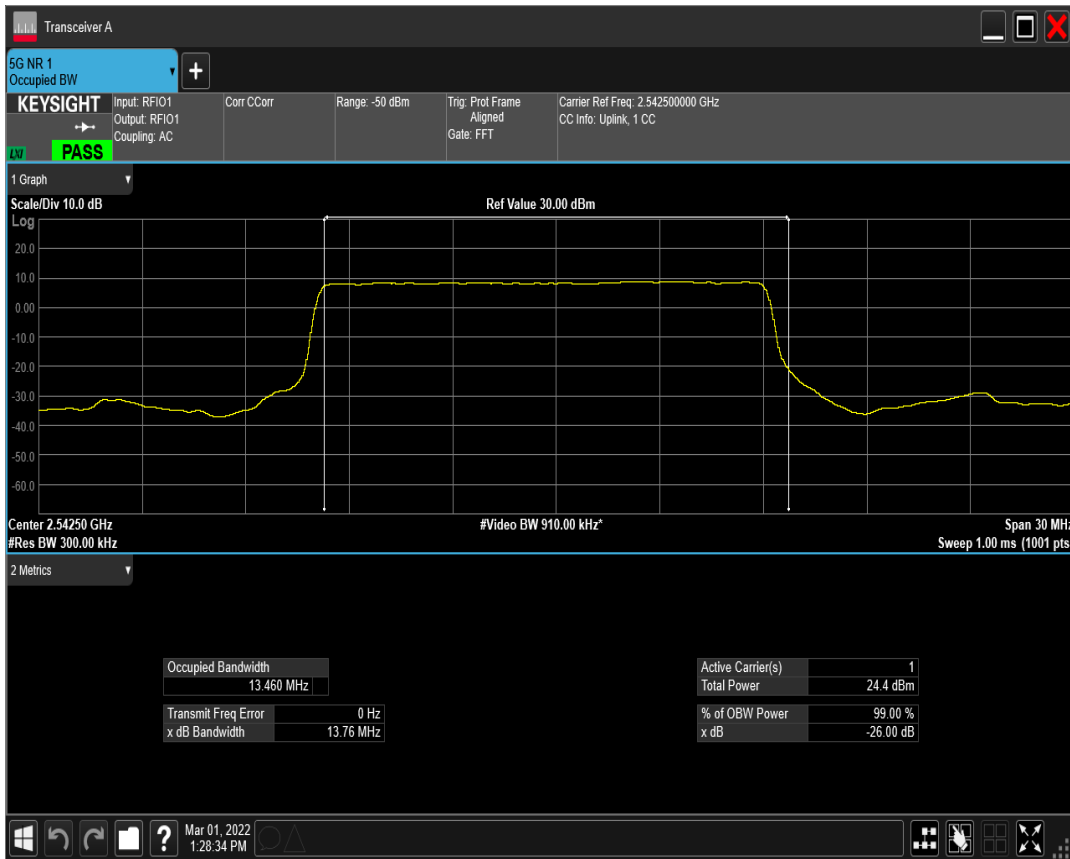 Transceiver A
5G NR 1
Occupied BW
+
KEYSIGHT
LXI
PASS
Input: RFIO1
Output: RFIO1
Coupling: AC
Corr CCorr
Range: -50 dBm
Trig: Prot Frame
Aligned
Gate: FFT
Carrier Ref Freq: 2.542500000 GHz
CC Info: Uplink, 1 CC
1 Graph
Scale/Div 10.0 dB
Ref Value 30.00 dBm
Log
20.0
10.0
0.00
-10.0
-20.0
-30.0
-40.0
-50.0
-60.0
Center 2.54250 GHz
#Video BW 910.00 kHz*
Span 30 MHz
#Res BW 300.00 kHz
Sweep 1.00 ms (1001 pts
2 Metrics
Occupied Bandwidth
13.460 MHz
Transmit Freq Error 0 Hz
x dB Bandwidth 13.76 MHz
Active Carrier(s) 1
Total Power 24.4 dBm
% of OBW Power 99.00 %
x dB -26.00 dB
?
Mar 01, 2022
1:28:34 PM